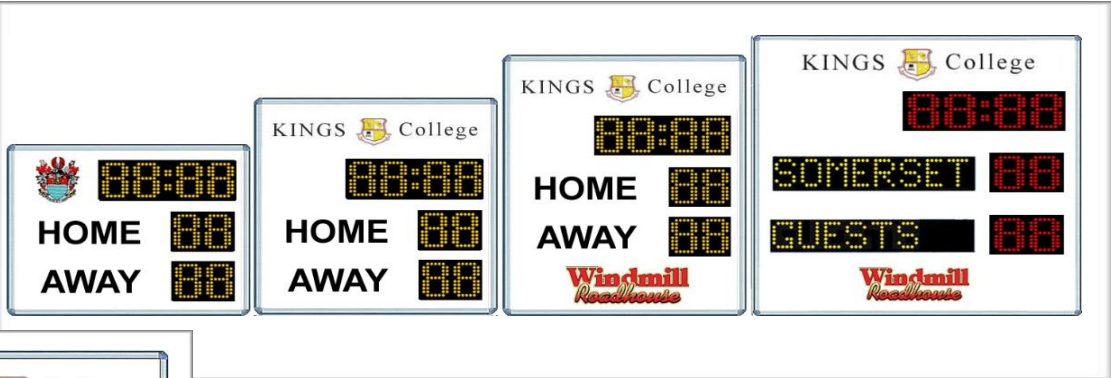 88:88
HOME 88
AWAY 88
KINGS College
88:88
HOME 88
AWAY 88
KINGS College
88:88
HOME 88
AWAY 88
Windmill
Roadhouse
KINGS College
88:88
SOMERSET 88
GUESTS 88
Windmill
Roadhouse